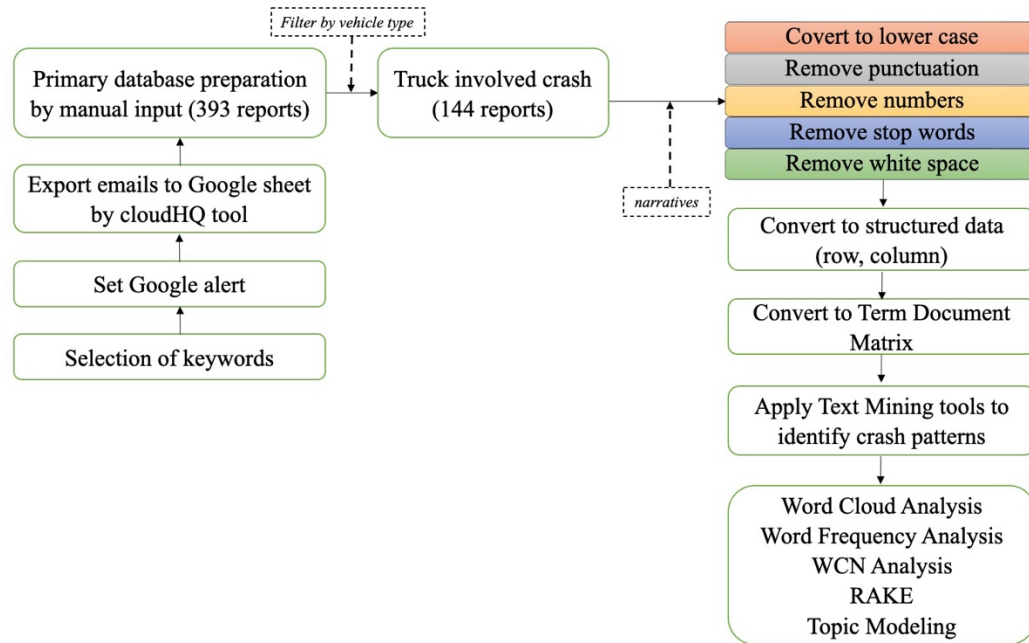 Filter by vehicle type
Primary database preparation
by manual input (393 reports)
Truck involved crash
(144 reports)
Covert to lower case
Remove punctuation
Remove numbers
Remove stop words
Remove white space
narratives
Export emails to Google sheet
by cloudHQ tool
Set Google alert
Selection of keywords
Convert to structured data
(row, column)
Convert to Term Document
Matrix
Apply Text Mining tools to
identify crash patterns
Word Cloud Analysis
Word Frequency Analysis
WCN Analysis
RAKE
Topic Modeling